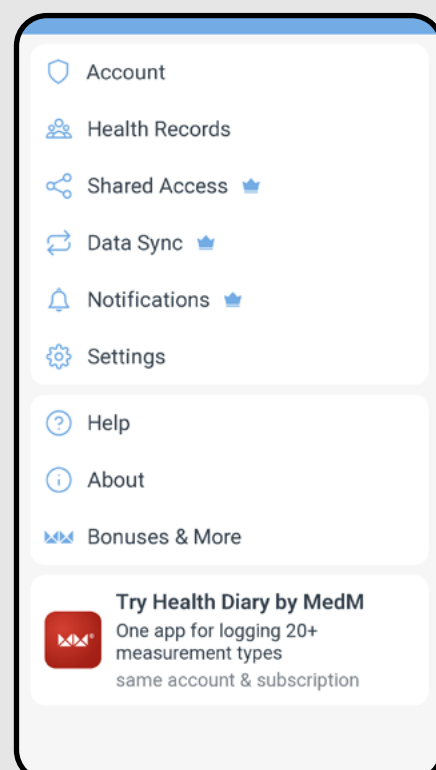 Account
Health Records
Shared Access
Data Sync
Notifications
Settings
Help
About
Bonuses & More
Try Health Diary by MedM
One app for logging 20+
measurement types
same account & subscription